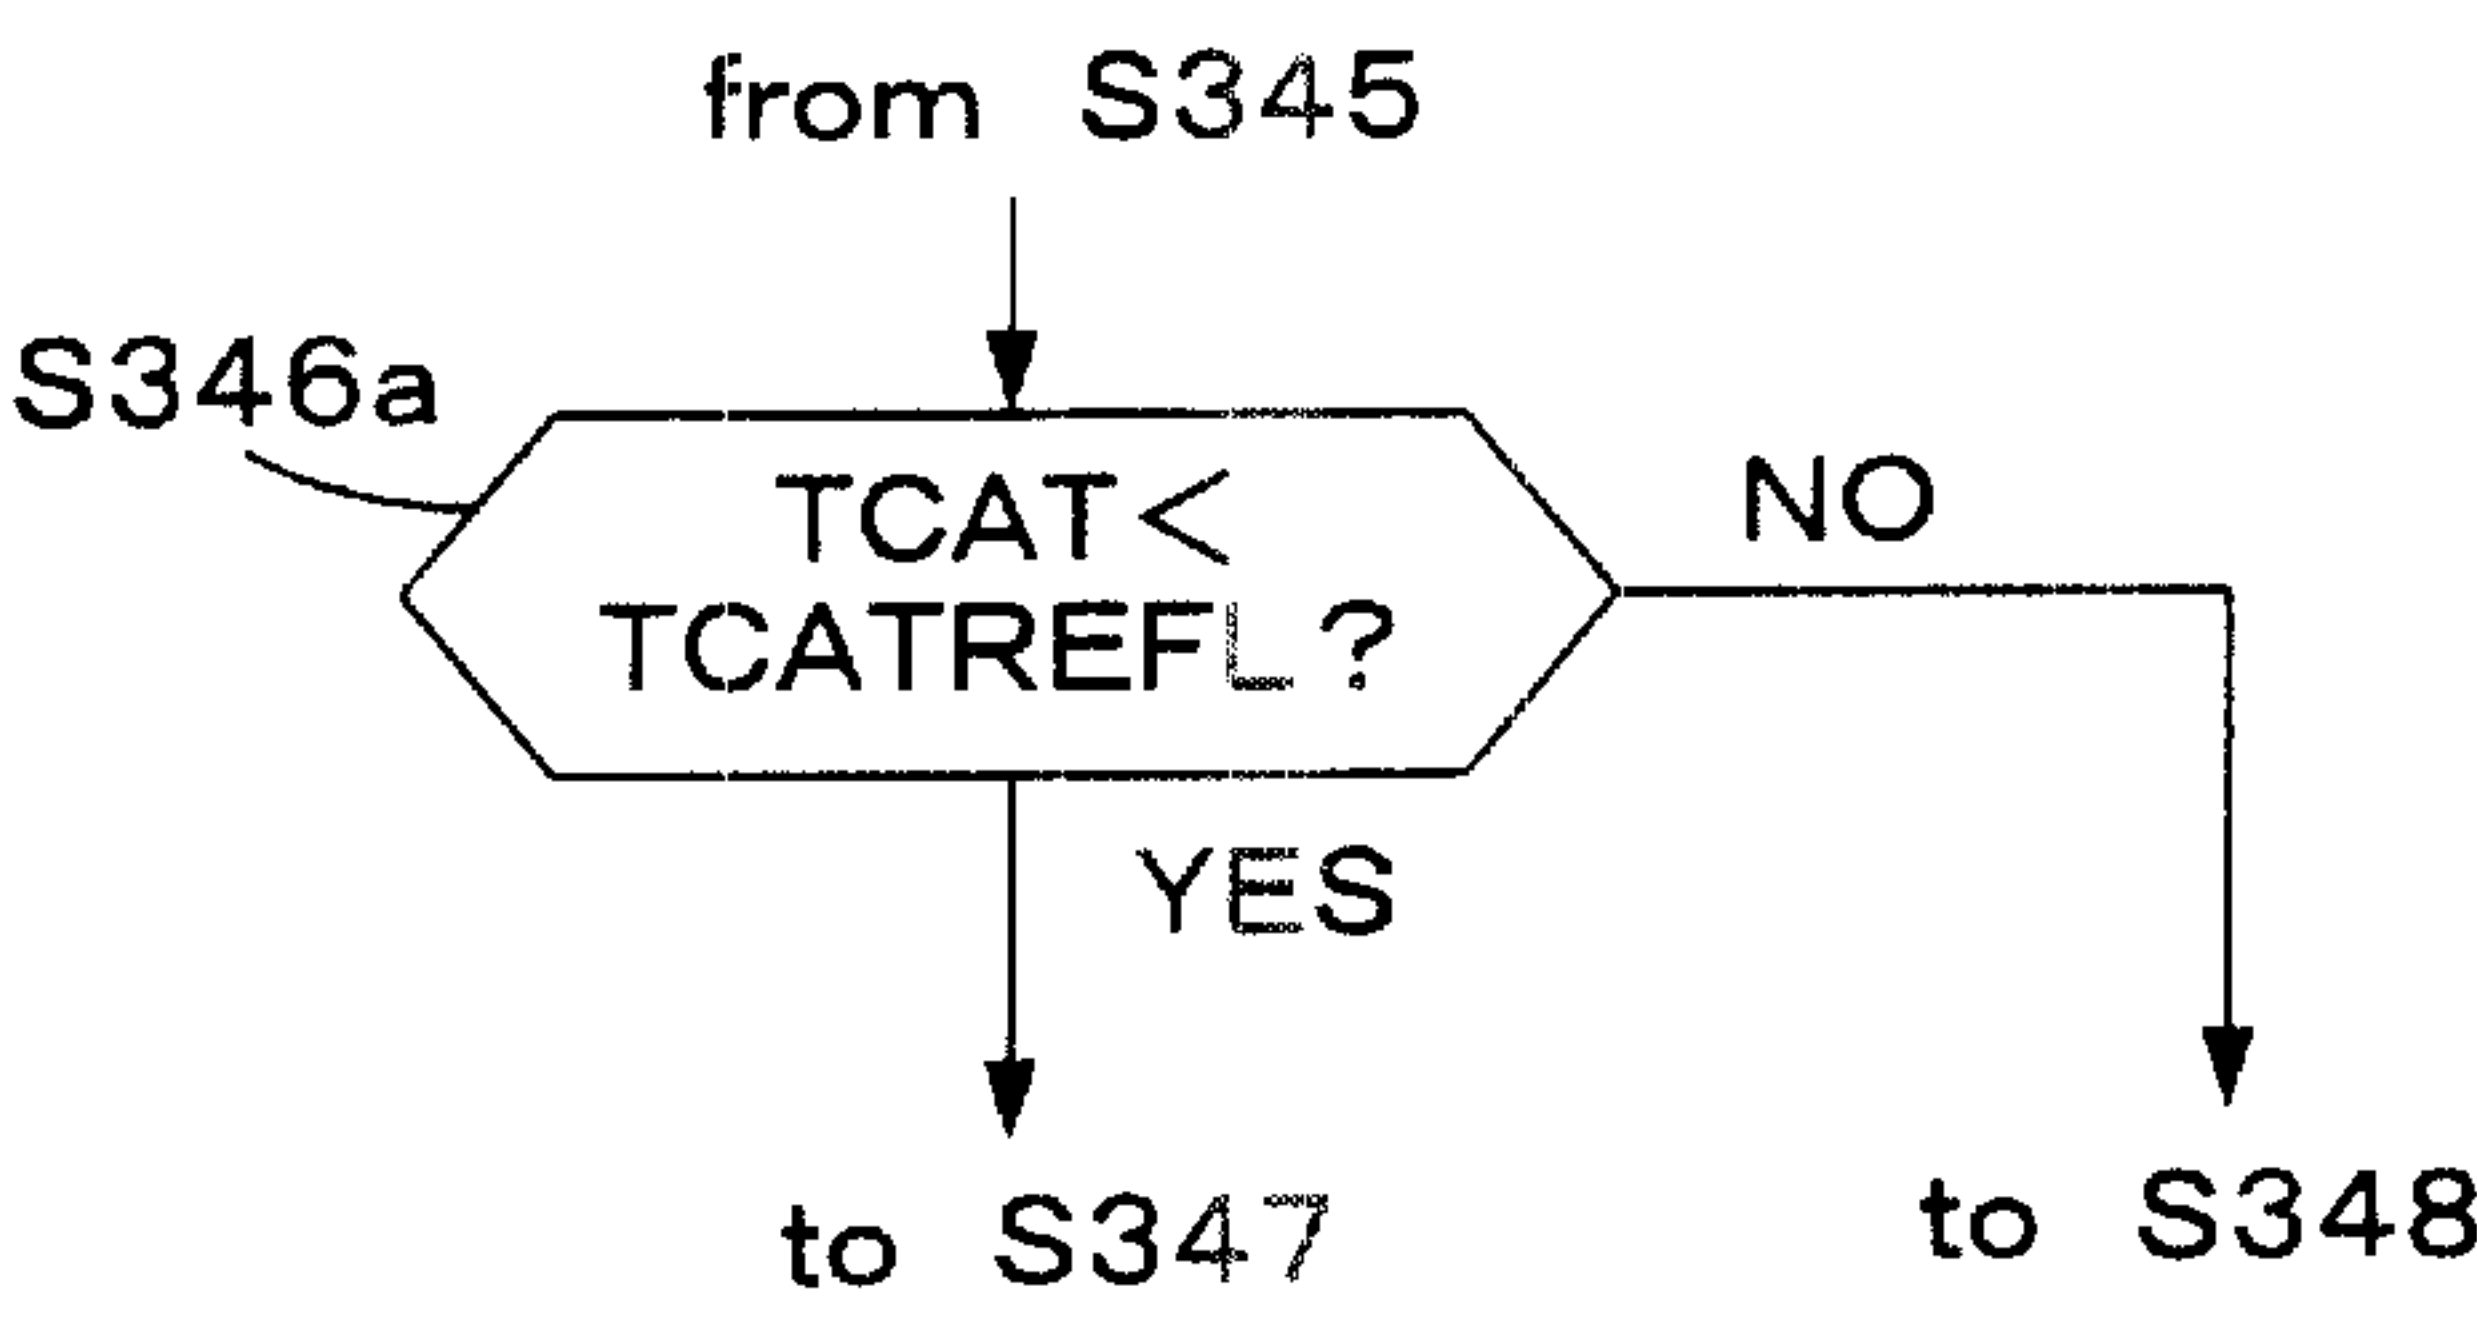 from S345
S346a
TCAT<
TCATREFL?
NO
YES
to S347
to S348